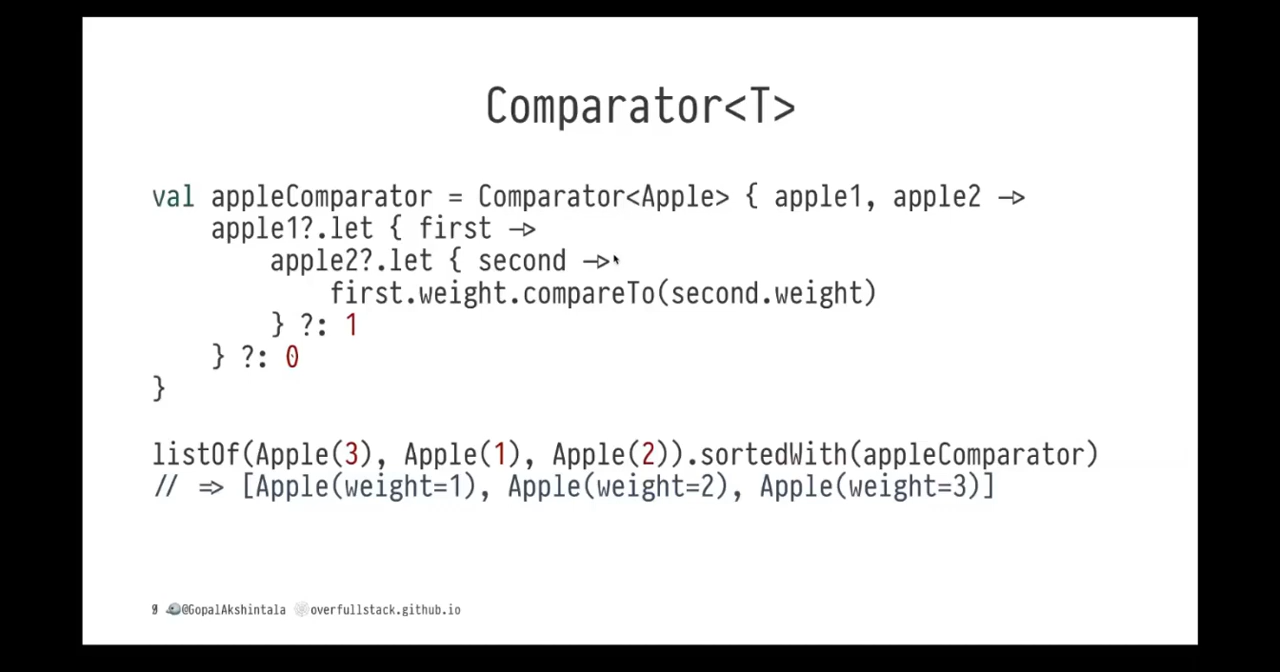 Comparator<T>
val appleComparator = Comparator<Apple> { apple1, apple2 ->
    apple1?.let { first ->
        apple2?.let { second ->
            first.weight.compareTo(second.weight)
        } ?: 1
    } ?: 0
}
listOf(Apple(3), Apple(1), Apple(2)).sortedWith(appleComparator)
// => [Apple(weight=1), Apple(weight=2), Apple(weight=3)]
@GopalAkshintala overfullstack.github.io